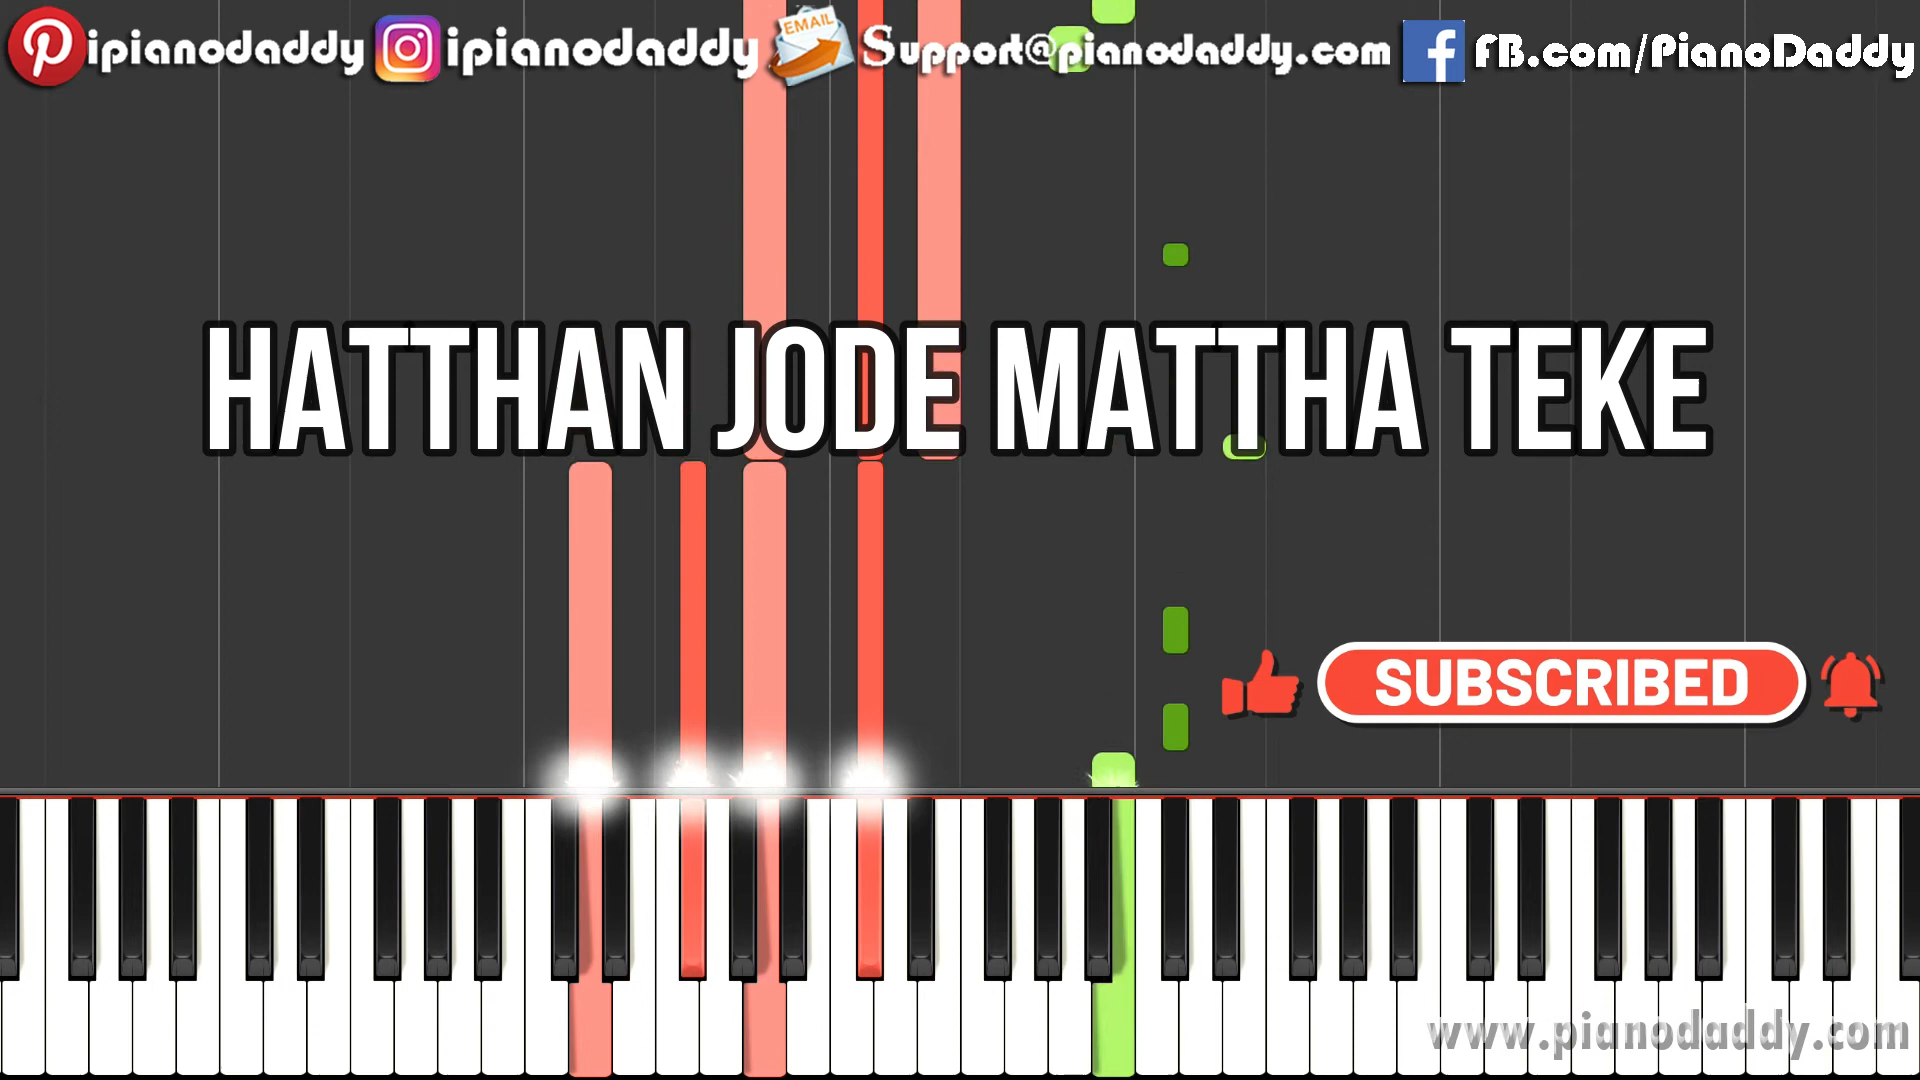 ipianodaddy ipianodaddy EMAIL Support@pianodaddy.com f FB.com/PianoDaddy
HATTHAN JODE MATTHA TEKE
SUBSCRIBED
www.pianodaddy.com